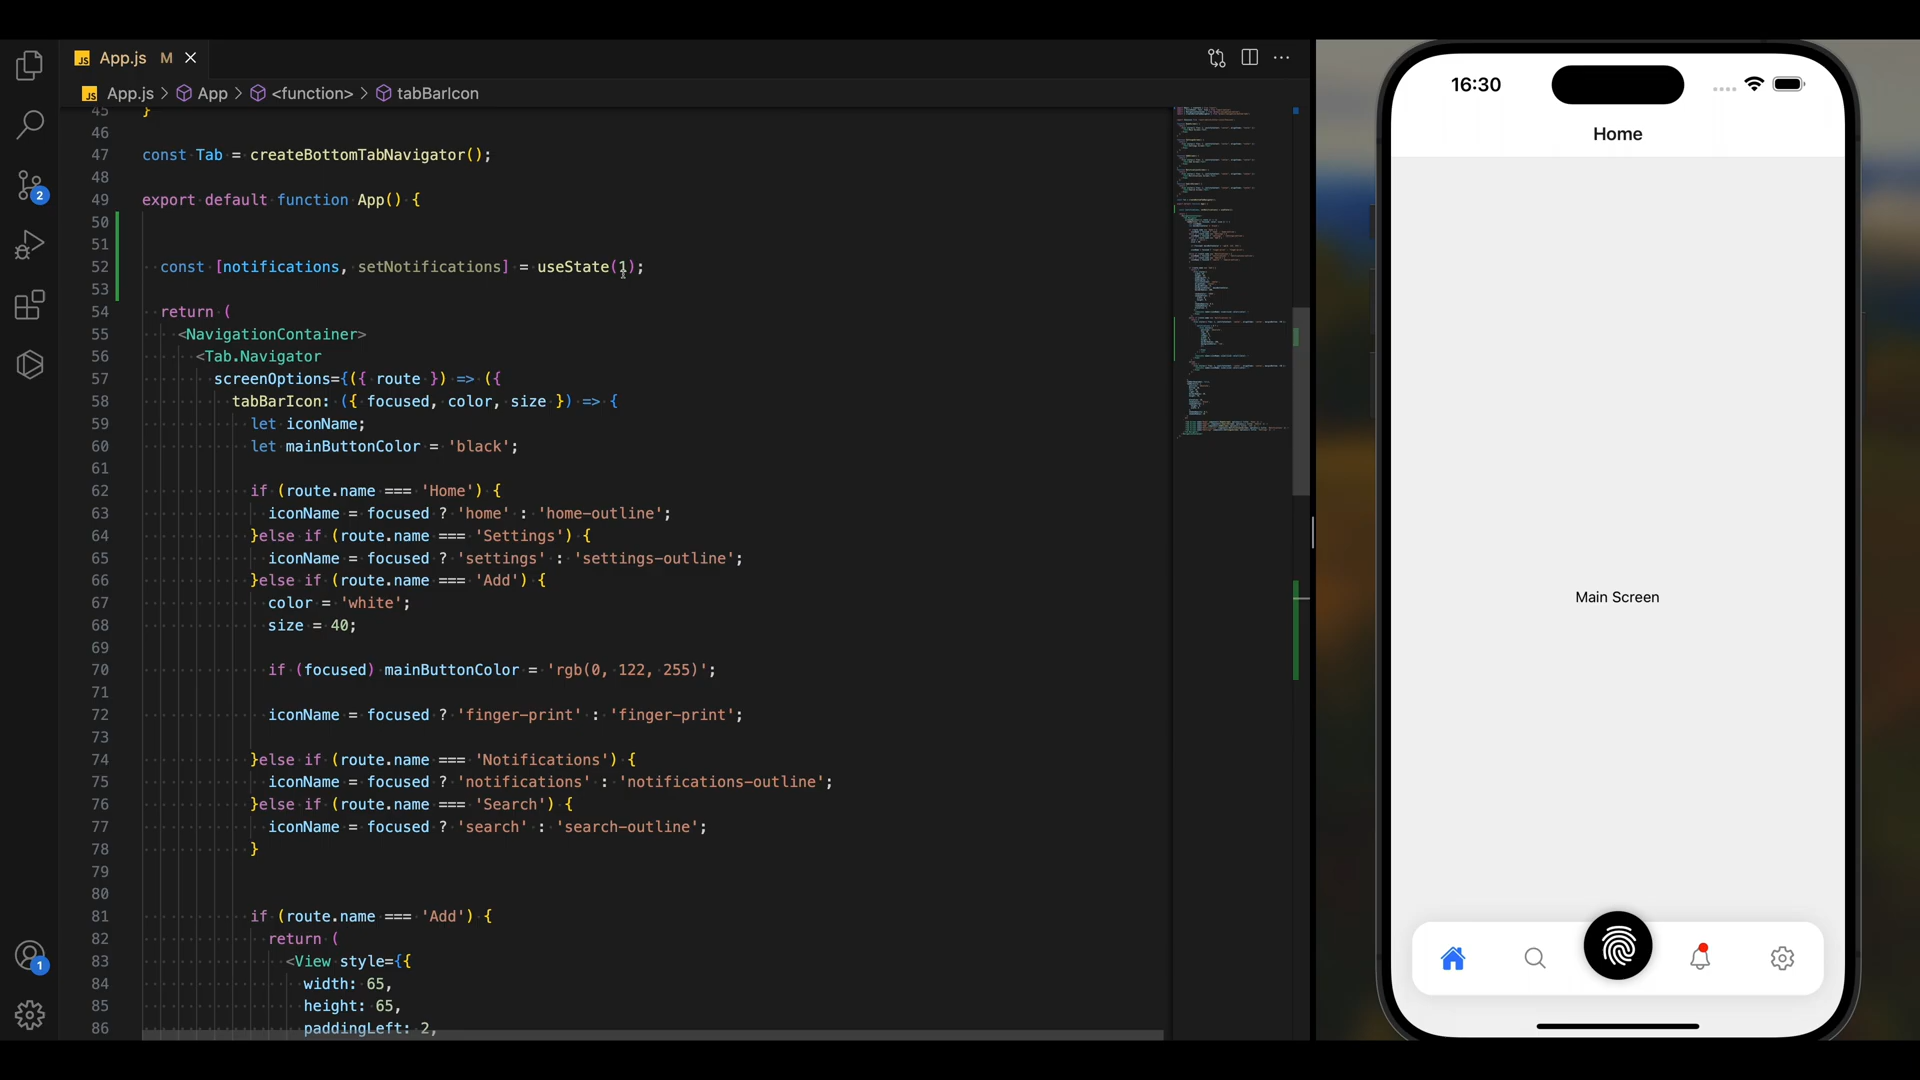 JS App.js M
JS App.js > App > <function> > tabBarIcon
45 }
46
47 const Tab = createBottomTabNavigator();
48
49 export default function App() {
50
51
52 const [notifications, setNotifications] = useState(1);
53
54 return (
55 <NavigationContainer>
56 <Tab.Navigator
57 screenOptions={({ route }) => ({
58 tabBarIcon: ({ focused, color, size }) => {
59 let iconName;
60 let mainButtonColor = 'black';
61
62 if (route.name === 'Home') {
63 iconName = focused ? 'home' : 'home-outline';
64 }else if (route.name === 'Settings') {
65 iconName = focused ? 'settings' : 'settings-outline';
66 }else if (route.name === 'Add') {
67 color = 'white';
68 size = 40;
69
70 if (focused) mainButtonColor = 'rgb(0, 122, 255)';
71
72 iconName = focused ? 'finger-print' : 'finger-print';
73
74 }else if (route.name === 'Notifications') {
75 iconName = focused ? 'notifications' : 'notifications-outline';
76 }else if (route.name === 'Search') {
77 iconName = focused ? 'search' : 'search-outline';
78 }
79
80
81 if (route.name === 'Add') {
82 return (
83 <View style={{
84 width: 65,
85 height: 65,
86 paddingLeft: 2,
2
1
16:30
Home
Main Screen